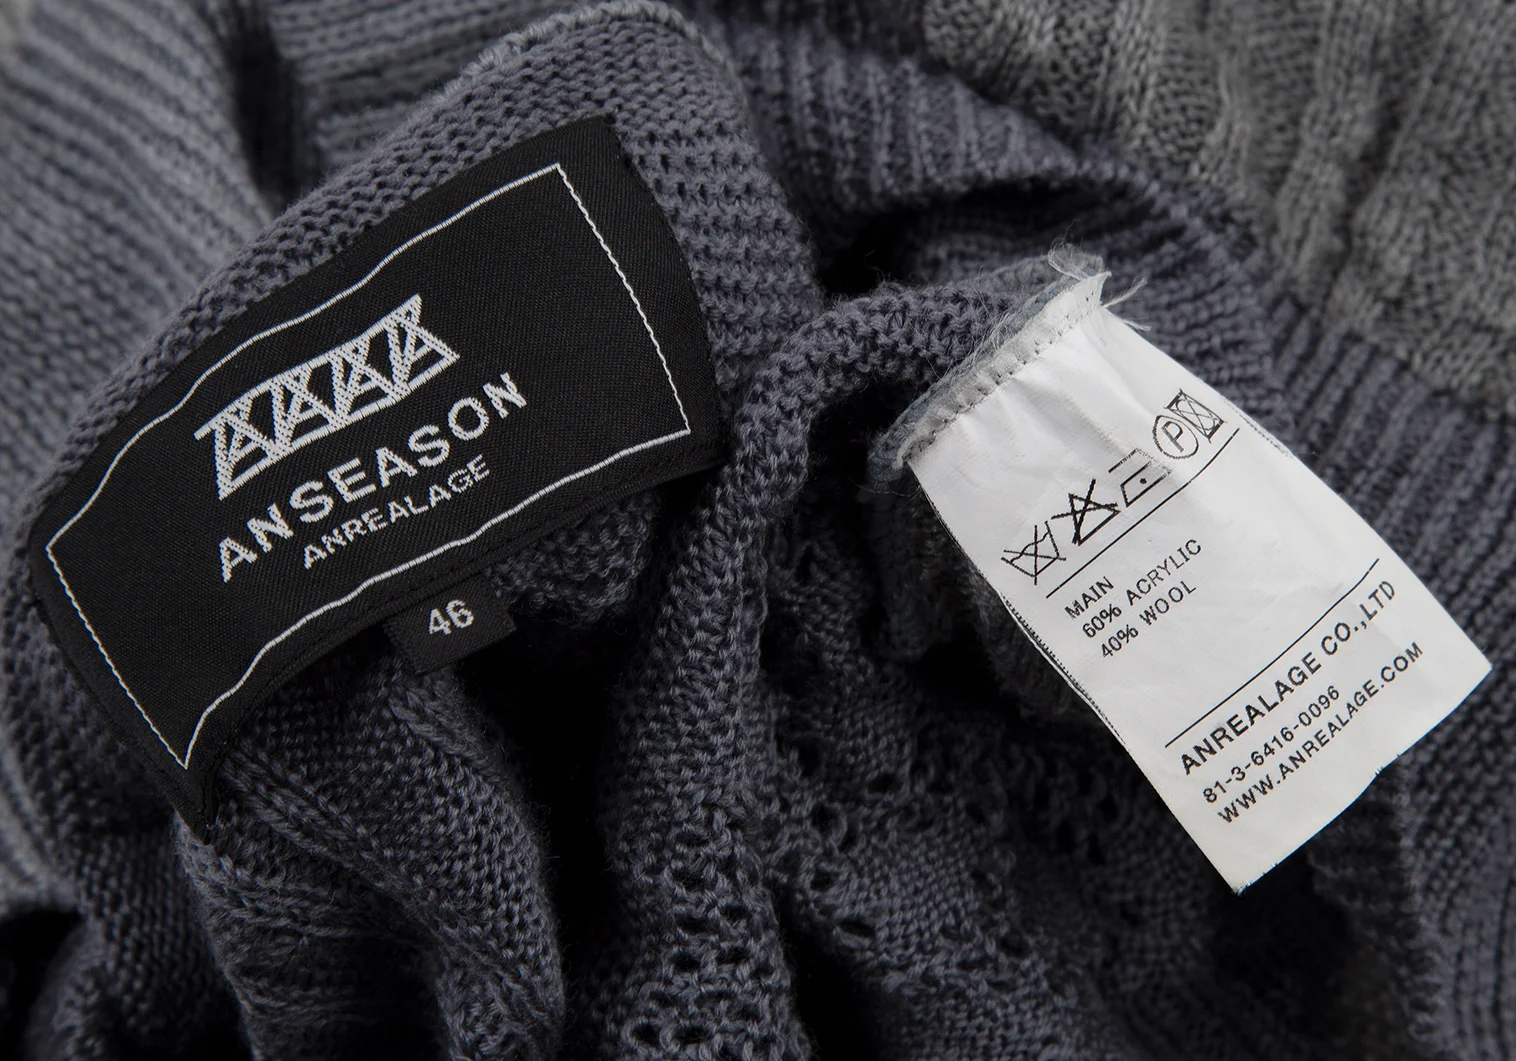 ANSEASON
ANREALAGE
46
P
MAIN
60% ACRYLIC
40% WOOL
ANREALAGE CO.,LTD
81-3-6416-0096
WWW.ANREALAGE.COM